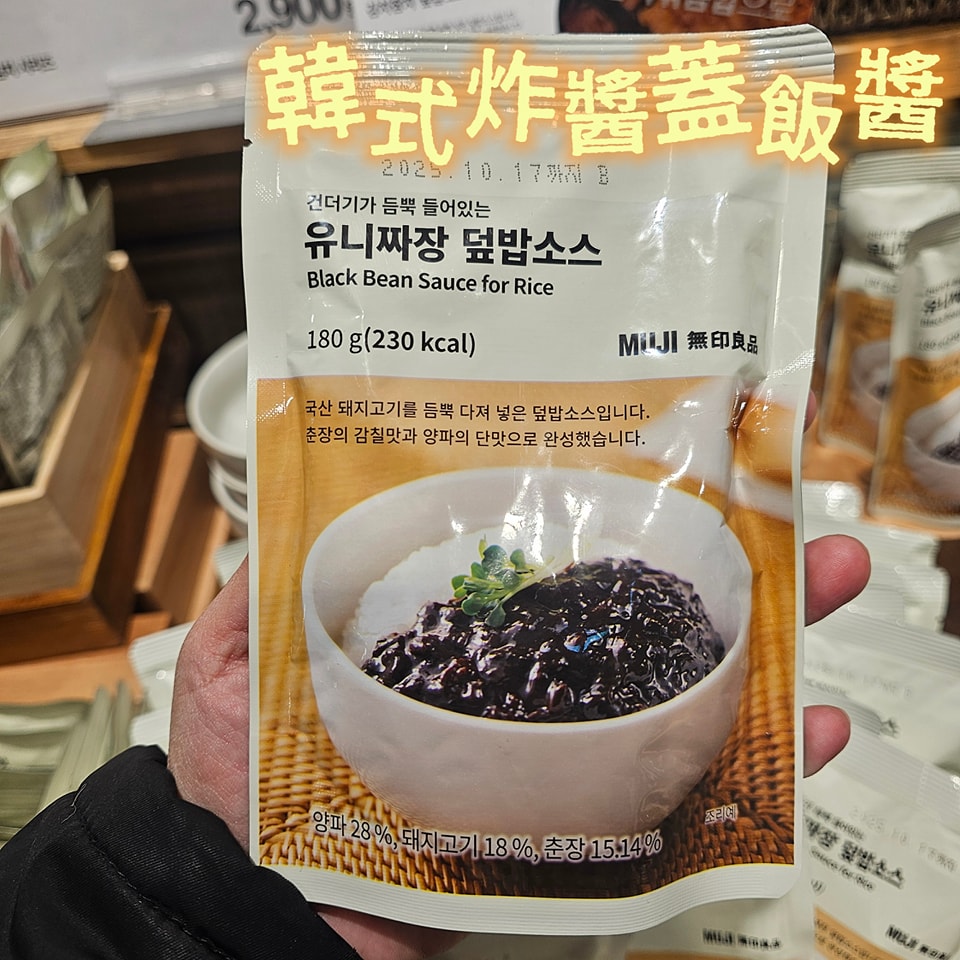 2,900
韓式炸醬蓋飯醬
2025.10.17까지 B
건더기가 듬뿍 들어있는
유니짜장 덮밥소스
Black Bean Sauce for Rice
180 g(230 kcal)
MUJI 無印良品
국산 돼지고기를 듬뿍 다져 넣은 덮밥소스입니다.
춘장의 감칠맛과 양파의 단맛으로 완성했습니다.
조리예
양파 28 %, 돼지고기 18 %, 춘장 15.14 %
덮밥소스
for Rice
MUJI 無印良品